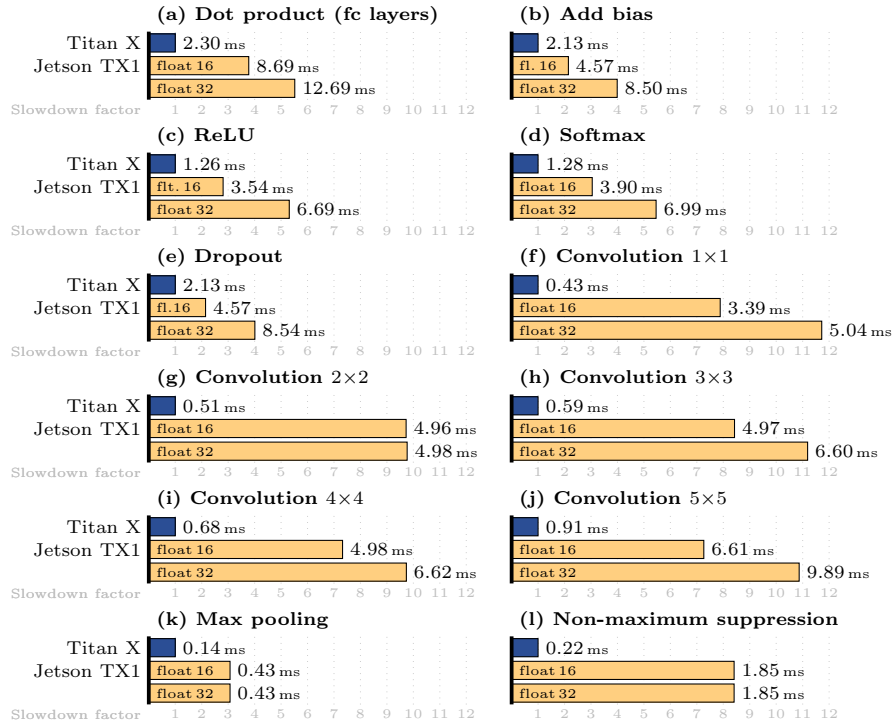 (a) Dot product (fc layers)
Titan X 2.30 ms
Jetson TX1 float 16 8.69 ms
float 32 12.69 ms
Slowdown factor 1 2 3 4 5 6 7 8 9 10 11 12
(b) Add bias
2.13 ms
fl. 16 4.57 ms
float 32 8.50 ms
1 2 3 4 5 6 7 8 9 10 11 12
(c) ReLU
Titan X 1.26 ms
Jetson TX1 flt. 16 3.54 ms
float 32 6.69 ms
Slowdown factor 1 2 3 4 5 6 7 8 9 10 11 12
(d) Softmax
1.28 ms
float 16 3.90 ms
float 32 6.99 ms
1 2 3 4 5 6 7 8 9 10 11 12
(e) Dropout
Titan X 2.13 ms
Jetson TX1 fl.16 4.57 ms
float 32 8.54 ms
Slowdown factor 1 2 3 4 5 6 7 8 9 10 11 12
(f) Convolution 1×1
0.43 ms
float 16 3.39 ms
float 32 5.04 ms
1 2 3 4 5 6 7 8 9 10 11 12
(g) Convolution 2×2
Titan X 0.51 ms
Jetson TX1 float 16 4.96 ms
float 32 4.98 ms
Slowdown factor 1 2 3 4 5 6 7 8 9 10 11 12
(h) Convolution 3×3
0.59 ms
float 16 4.97 ms
float 32 6.60 ms
1 2 3 4 5 6 7 8 9 10 11 12
(i) Convolution 4×4
Titan X 0.68 ms
Jetson TX1 float 16 4.98 ms
float 32 6.62 ms
Slowdown factor 1 2 3 4 5 6 7 8 9 10 11 12
(j) Convolution 5×5
0.91 ms
float 16 6.61 ms
float 32 9.89 ms
1 2 3 4 5 6 7 8 9 10 11 12
(k) Max pooling
Titan X 0.14 ms
Jetson TX1 float 16 0.43 ms
float 32 0.43 ms
Slowdown factor 1 2 3 4 5 6 7 8 9 10 11 12
(l) Non-maximum suppression
0.22 ms
float 16 1.85 ms
float 32 1.85 ms
1 2 3 4 5 6 7 8 9 10 11 12